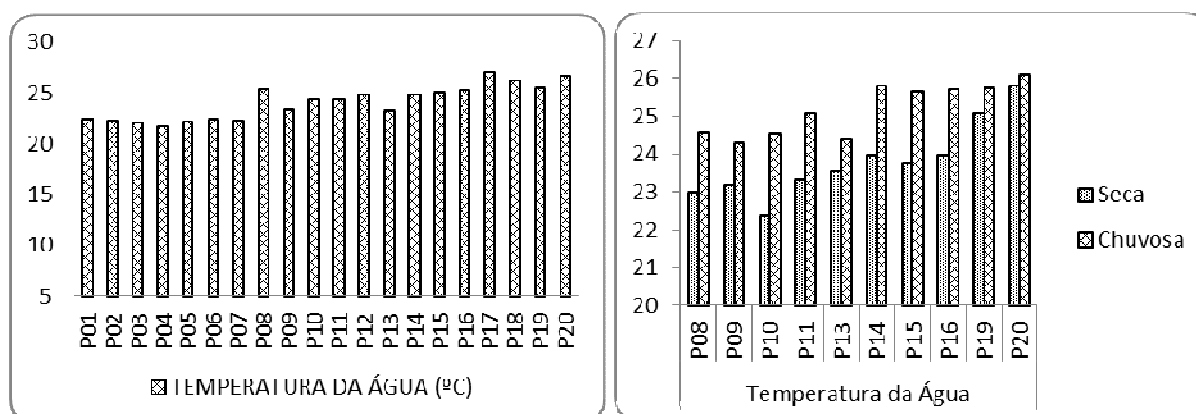 30
25
20
15
10
5
P01 P02 P03 P04 P05 P06 P07 P08 P09 P10 P11 P12 P13 P14 P15 P16 P17 P18 P19 P20
TEMPERATURA DA ÁGUA (ºC)
27
26
25
24
23
22
21
20
P08 P09 P10 P11 P13 P14 P15 P16 P19 P20
Temperatura da Água
Seca
Chuvosa